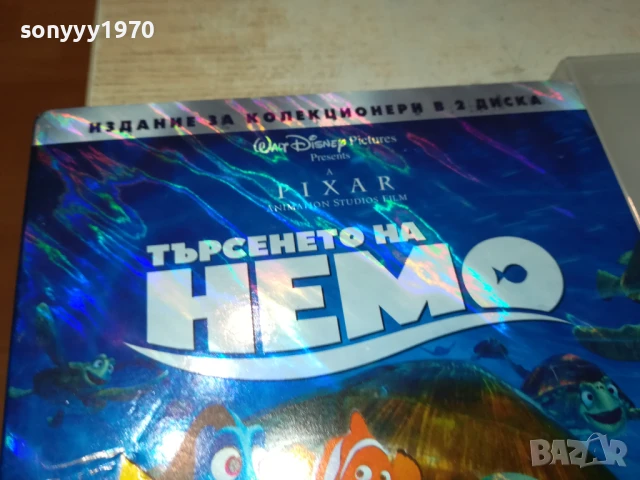 sonyyy1970
ИЗДАНИЕ ЗА КОЛЕКЦИОНЕРИ В 2 ДИСКА
WALT DISNEY Pictures
Presents
A
PIXAR
ANIMATION STUDIOS FILM
ТЪРСЕНЕТО НА
НЕМО
BAZAR